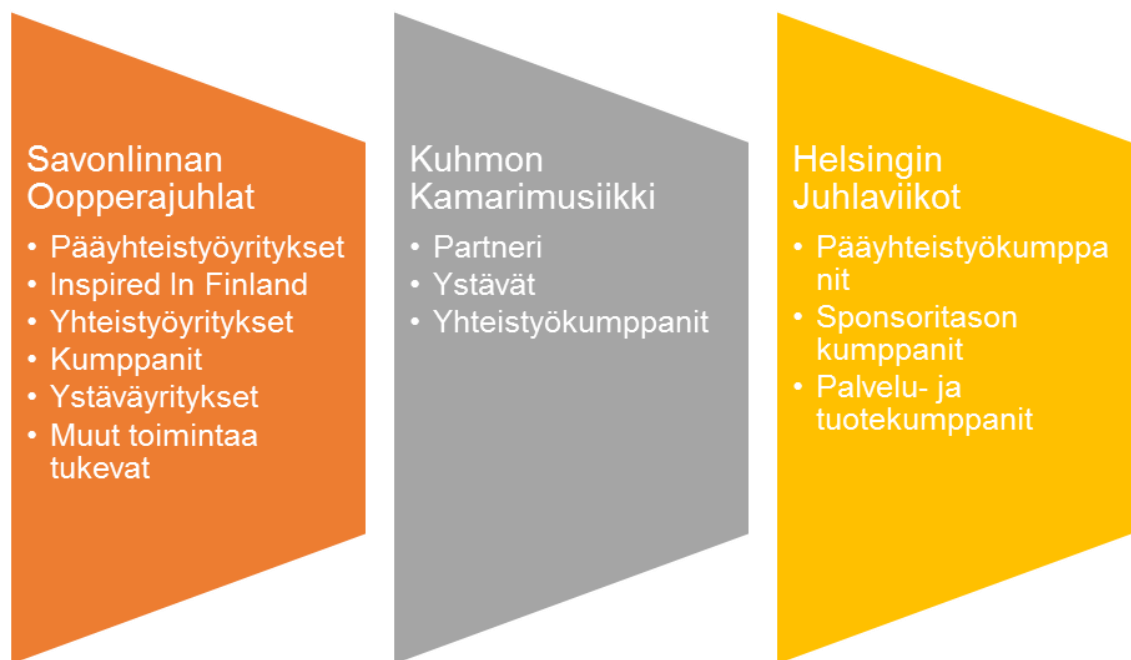 Savonlinnan
Oopperajuhlat
• Pääyhteistyöyritykset
• Inspired In Finland
• Yhteistyöyritykset
• Kumppanit
• Ystäväyritykset
• Muut toimintaa
tukevat
Kuhmon
Kamarimusiikki
• Partneri
• Ystävät
• Yhteistyökumppanit
Helsingin
Juhlaviikot
• Pääyhteistyökumppa
nit
• Sponsoritason
kumppanit
• Palvelu- ja
tuotekumppanit